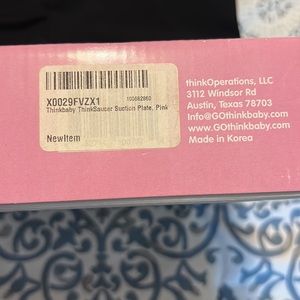 X0029FVZX1
100662960
Thinkbaby ThinkSaucer Suction Plate, Pink
NewItem
thinkOperations, LLC
3112 Windsor Rd
Austin, Texas 78703
Info@GOthinkbaby.com
www.GOthinkbaby.com
Made in Korea